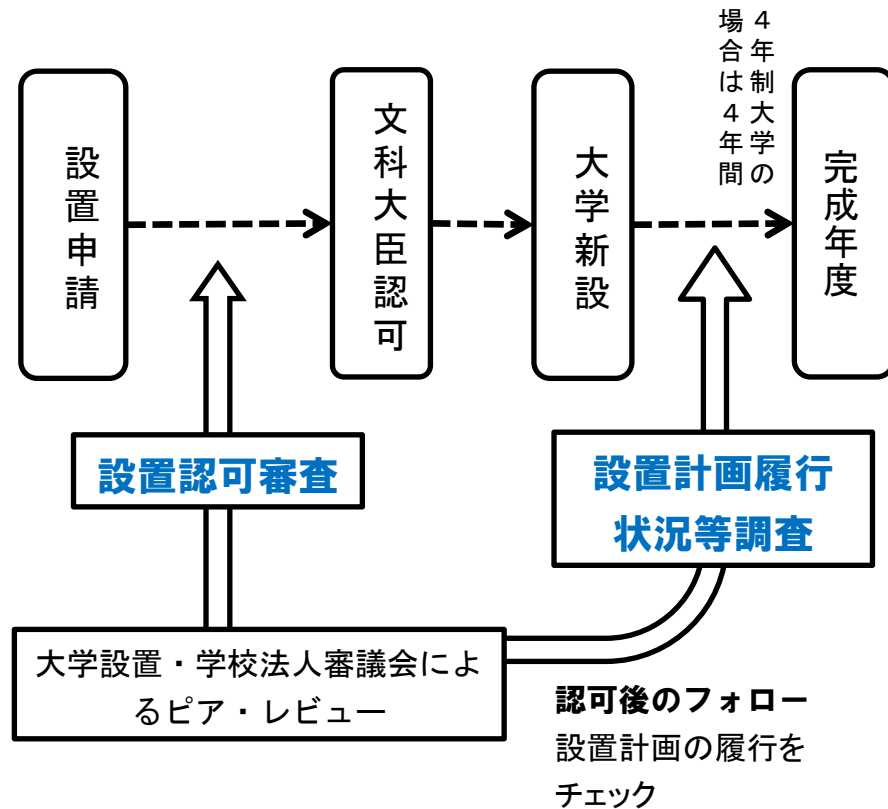 設置申請
文科大臣認可
大学新設
４年制大学の
場合は４年間
完成年度
設置認可審査
設置計画履行
状況等調査
大学設置・学校法人審議会によ
るピア・レビュー
認可後のフォロー
設置計画の履行を
チェック